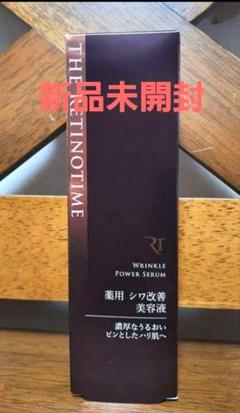 新品未開封
THE RETINOTIME
RT
WRINKLE
POWER SERUM
薬用 シワ改善
美容液
濃厚なうるおい
ピンとしたハリ肌へ